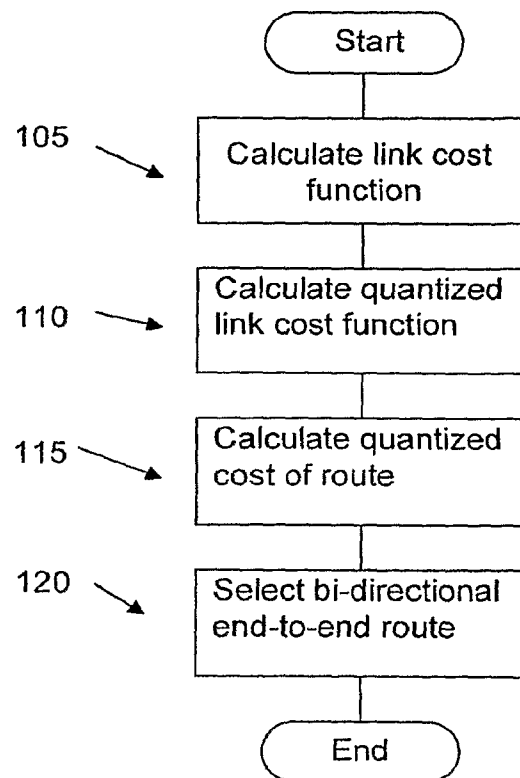 Start
105
Calculate link cost
function
110
Calculate quantized
link cost function
115
Calculate quantized
cost of route
120
Select bi-directional
end-to-end route
End